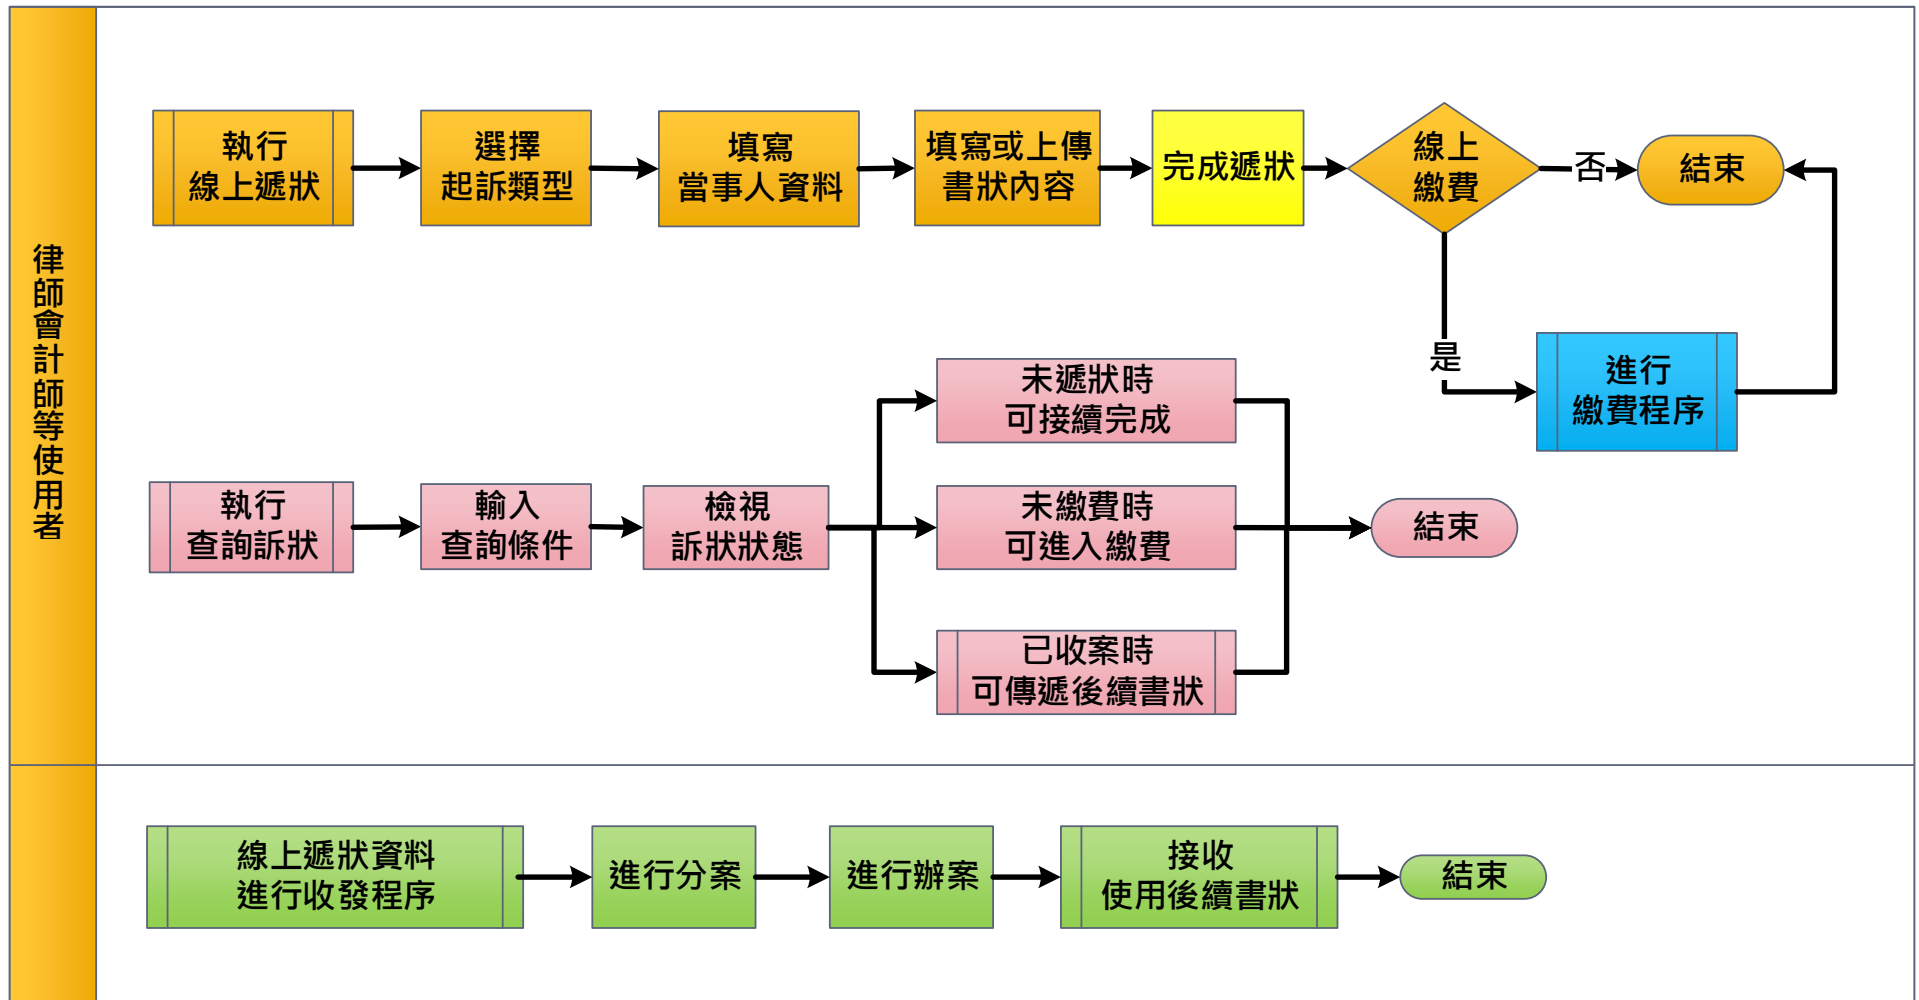 律師會計師等使用者
執行
線上遞狀
選擇
起訴類型
填寫
當事人資料
填寫或上傳
書狀內容
完成遞狀
線上
繳費
否
結束
是
進行
繳費程序
執行
查詢訴狀
輸入
查詢條件
檢視
訴狀狀態
未遞狀時
可接續完成
未繳費時
可進入繳費
已收案時
可傳遞後續書狀
結束
線上遞狀資料
進行收發程序
進行分案
進行辦案
接收
使用後續書狀
結束